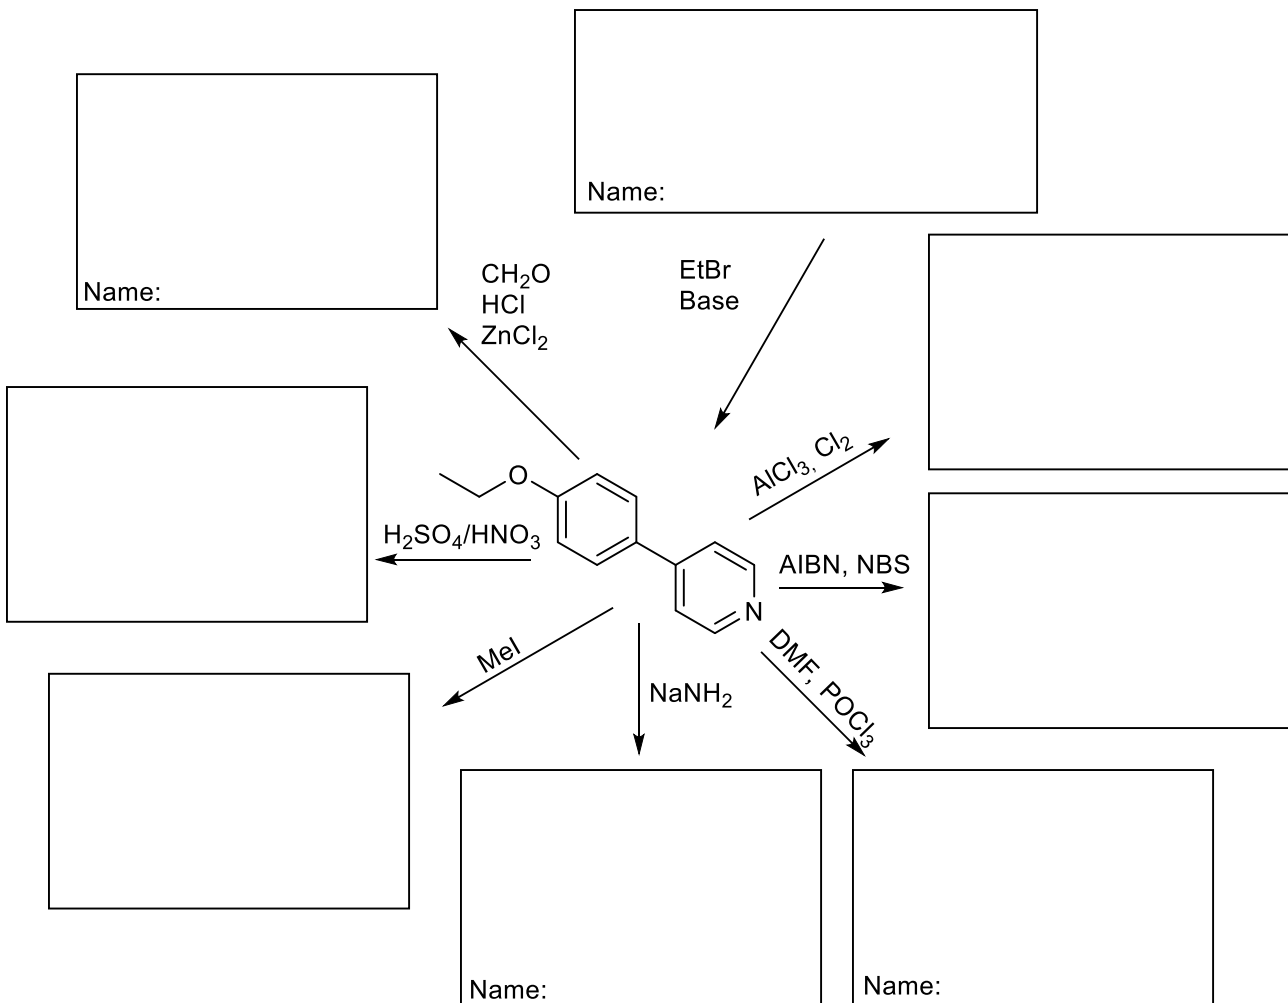 Name:
Name:
CH2O
HCl
ZnCl2
EtBr
Base
AlCl3, Cl2
O
H2SO4/HNO3
AIBN, NBS
N
MeI
NaNH2
DMF, POCl3
Name:
Name: